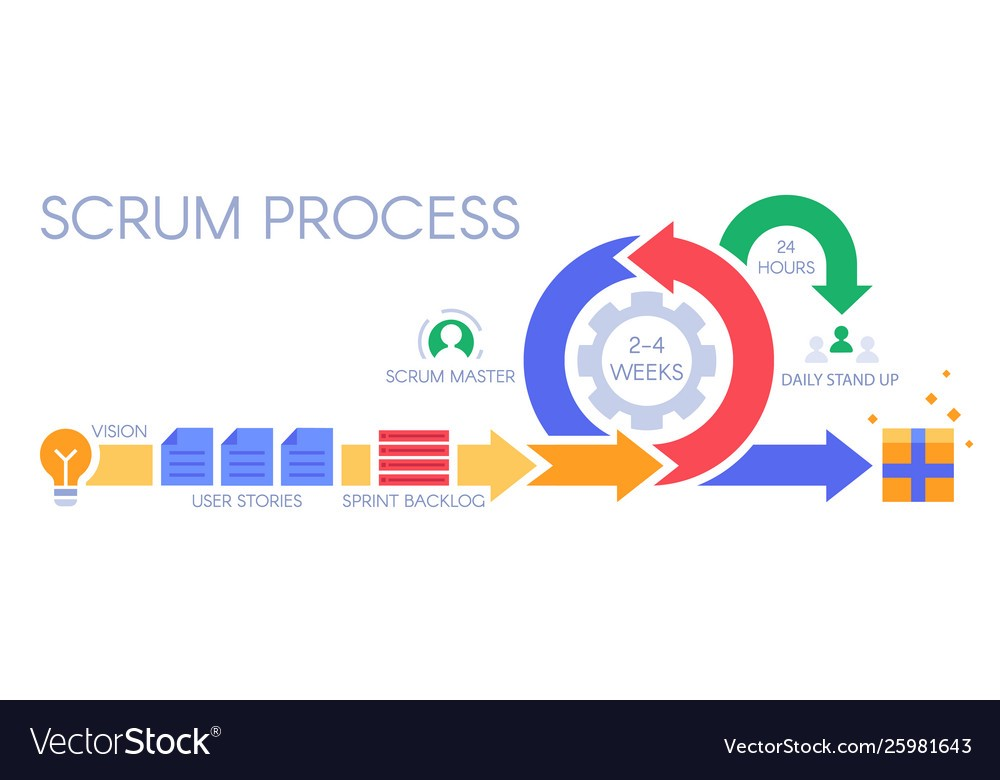 SCRUM PROCESS
24
HOURS
2-4
WEEKS
SCRUM MASTER
DAILY STAND UP
VISION
USER STORIES
SPRINT BACKLOG
VectorStock®
VectorStock.com/25981643